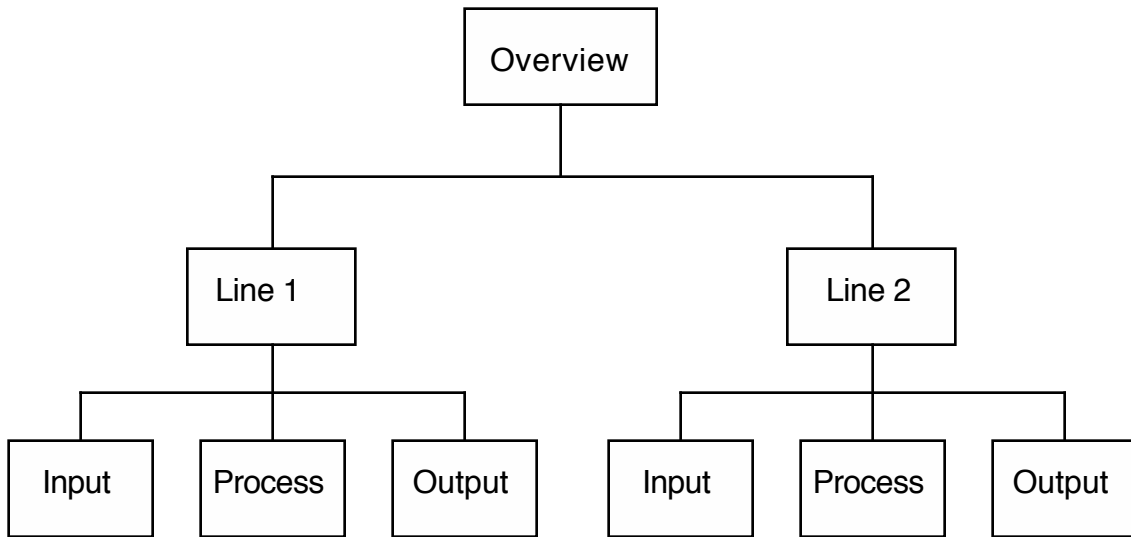 Overview
Line 1
Line 2
Input
Process
Output
Input
Process
Output